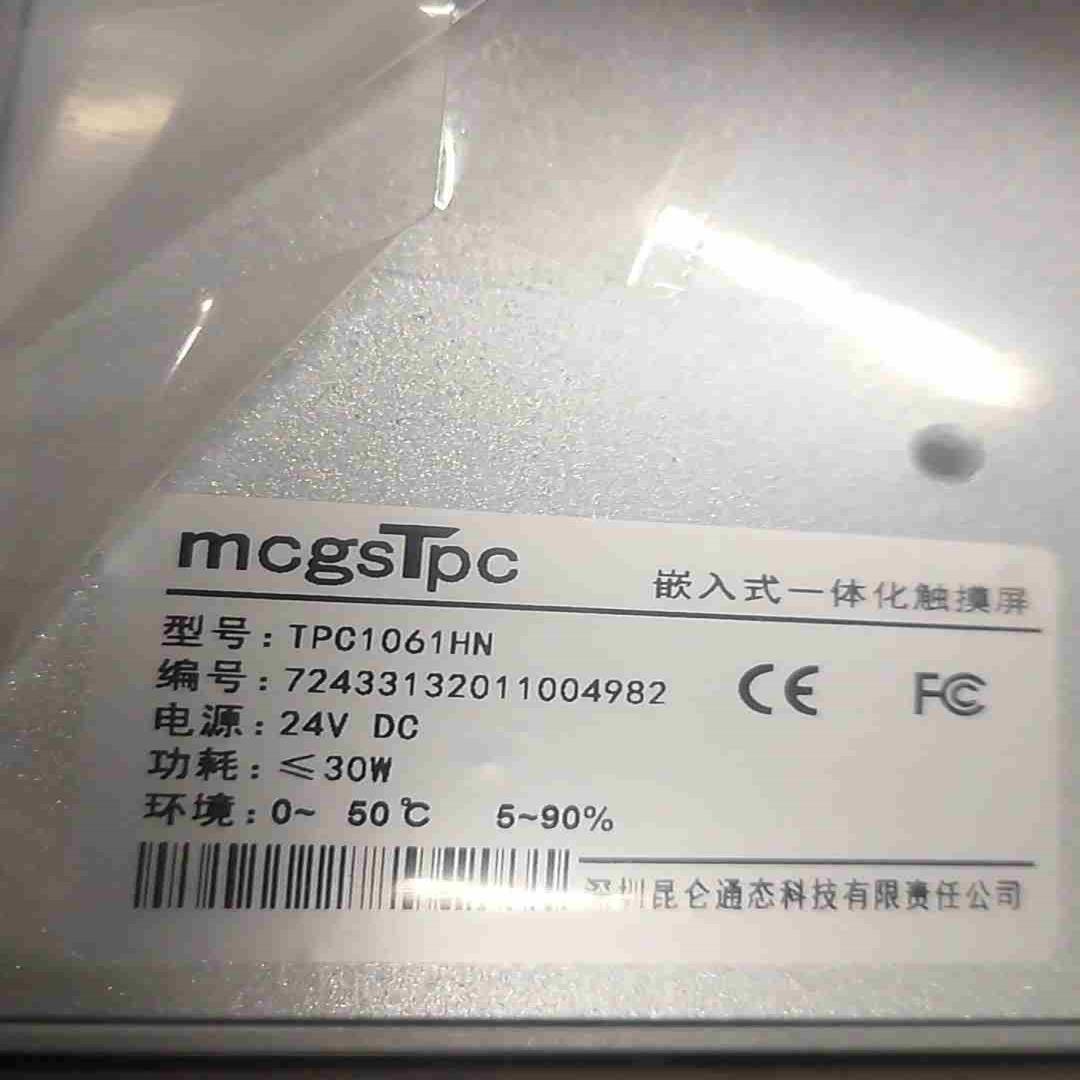 mcgsTpc
嵌入式一体化触摸屏
型号:TPC1061HN
编号:72433132011004982
电源:24V DC
功耗:≤30W
环境:0~ 50℃ 5~90%
CE FC
深圳昆仑通态科技有限责任公司